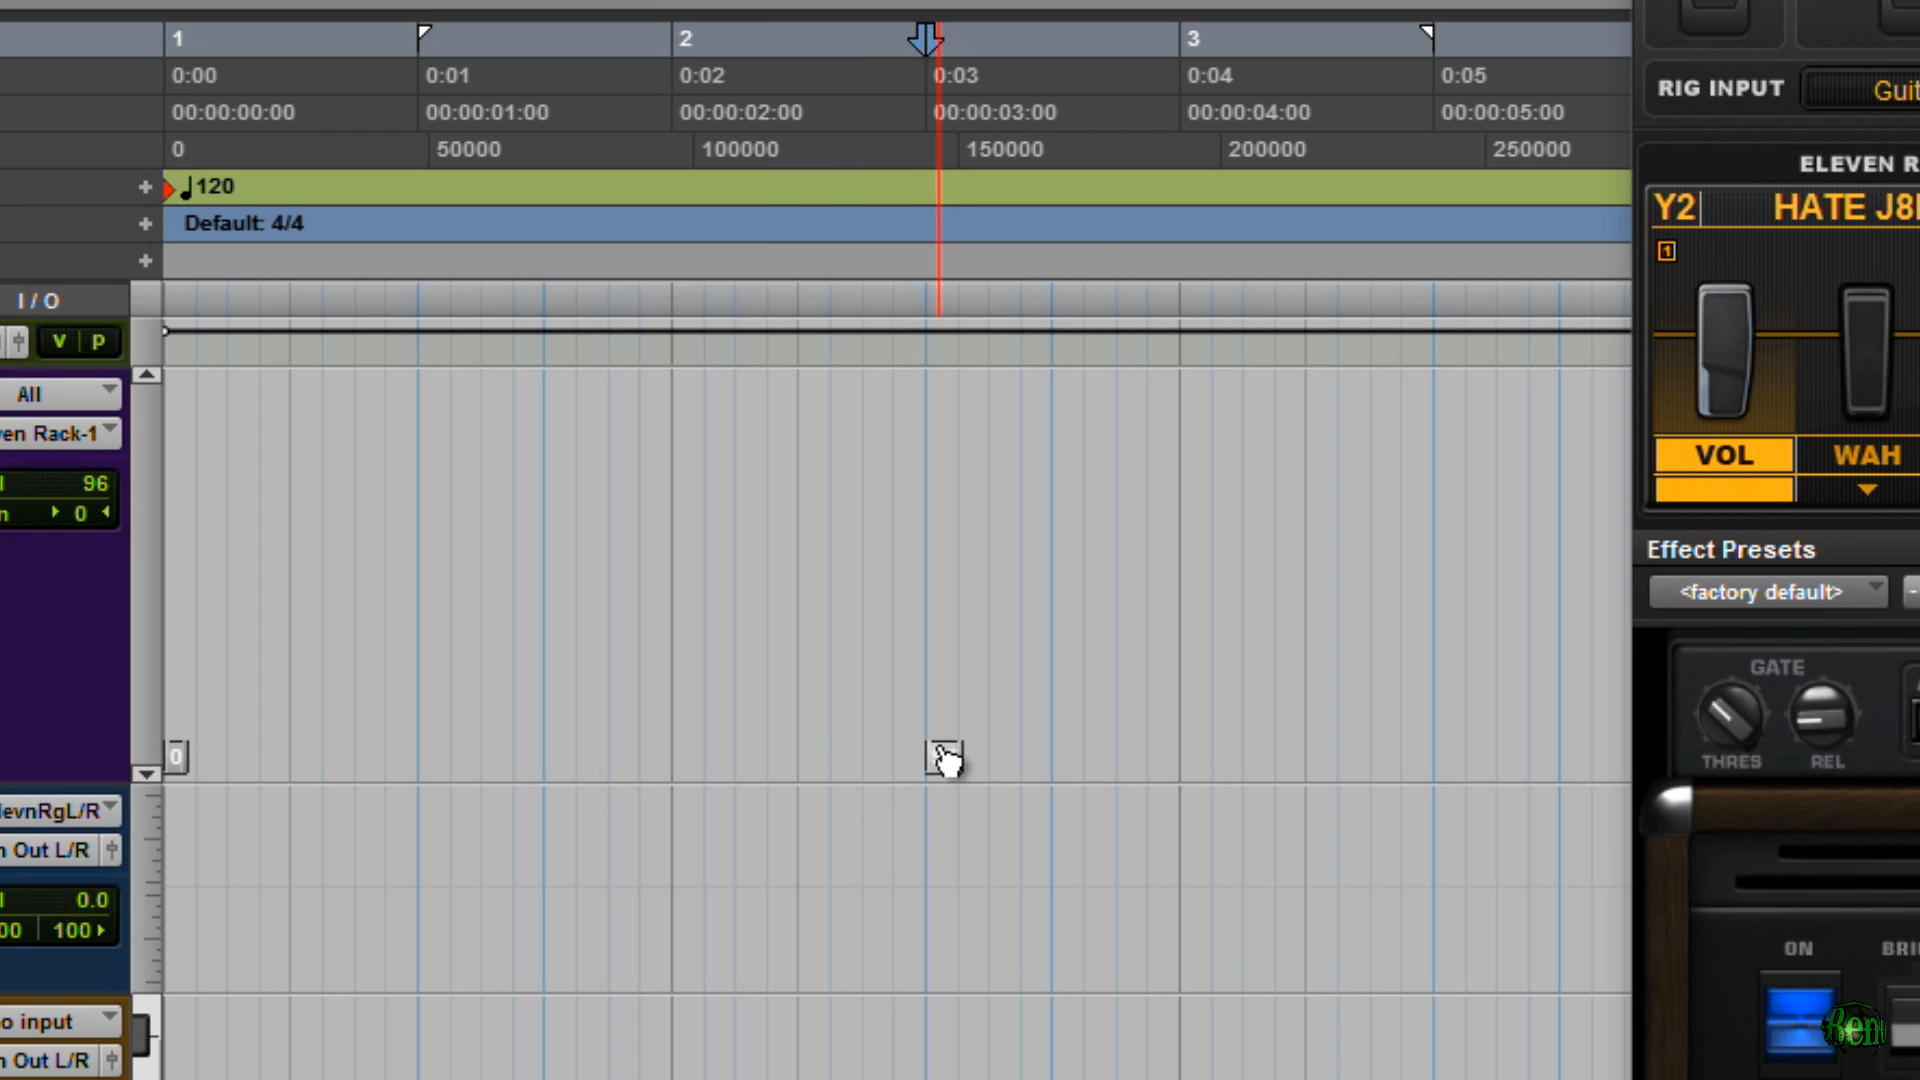 1 2 3
0:00 0:01 0:02 0:03 0:04 0:05
00:00:00:00 00:00:01:00 00:00:02:00 00:00:03:00 00:00:04:00 00:00:05:00
0 50000 100000 150000 200000 250000
+ 120
+ Default: 4/4
+
I / O
v p
All
en Rack-1
96
0
0
levnRgL/R
Out L/R
0.0
00 100
o input
Out L/R
RIG INPUT Guit
ELEVEN R
Y2 HATE J8
1
VOL WAH
Effect Presets
<factory default> -
GATE
THRES REL
ON BRI
Ben